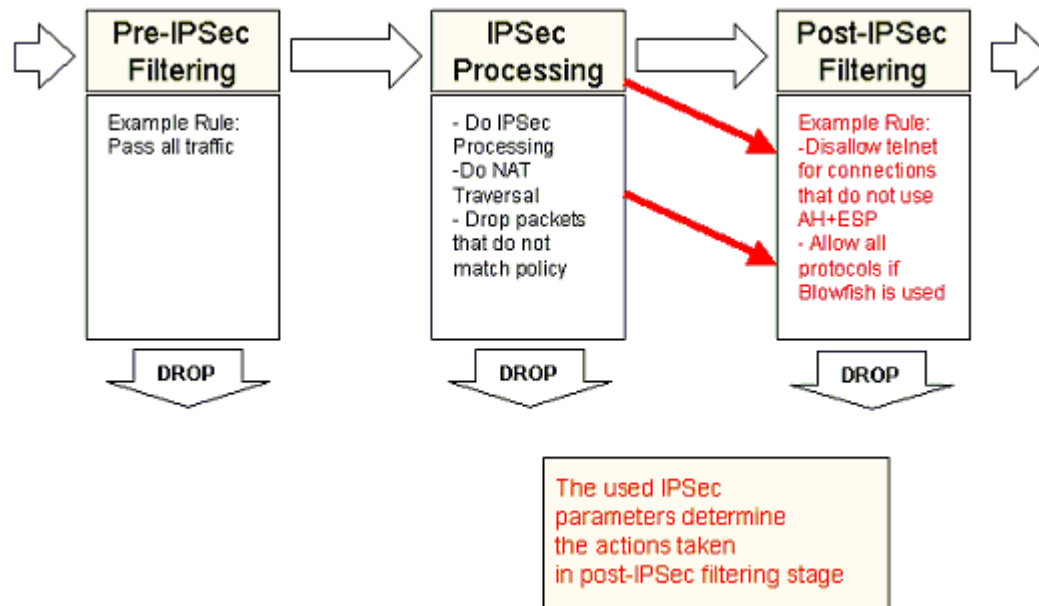 Pre-IPSec
Filtering
Example Rule:
Pass all traffic
DROP
IPSec
Processing
- Do IPSec
Processing
-Do NAT
Traversal
- Drop packets
that do not
match policy
DROP
Post-IPSec
Filtering
Example Rule:
-Disallow telnet
for connections
that do not use
AH+ESP
- Allow all
protocols if
Blowfish is used
DROP
The used IPSec
parameters determine
the actions taken
in post-IPSec filtering stage